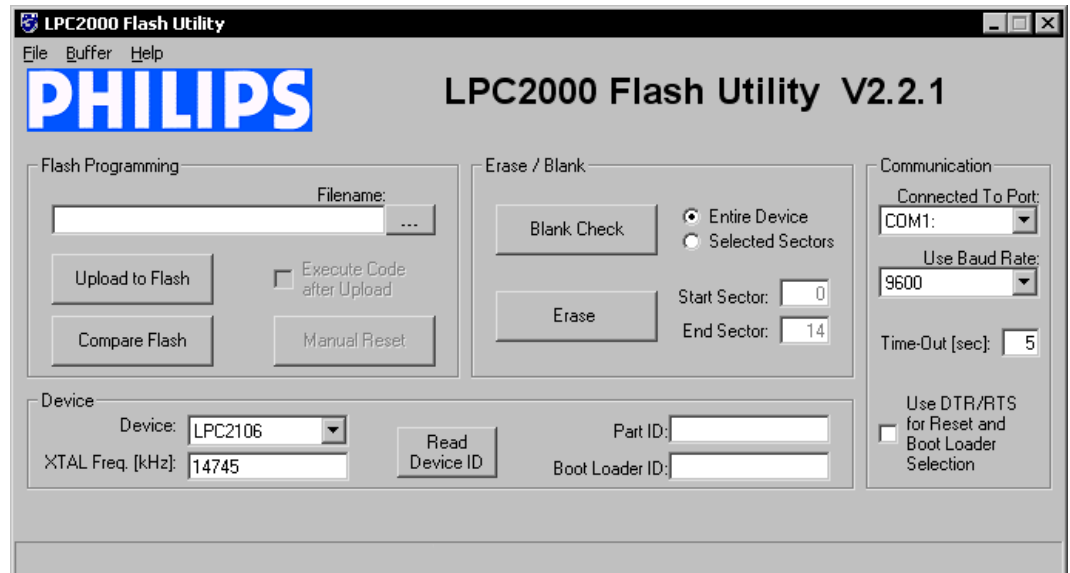 LPC2000 Flash Utility
File Buffer Help
PHILIPS
LPC2000 Flash Utility V2.2.1
Flash Programming
Filename:
...
Upload to Flash
Execute Code
after Upload
Compare Flash
Manual Reset
Erase / Blank
Blank Check
Entire Device
Selected Sectors
Erase
Start Sector: 0
End Sector: 14
Communication
Connected To Port:
COM1:
Use Baud Rate:
9600
Time-Out [sec]: 5
Use DTR/RTS
for Reset and
Boot Loader
Selection
Device
Device: LPC2106
XTAL Freq. [kHz]: 14745
Read
Device ID
Part ID:
Boot Loader ID: